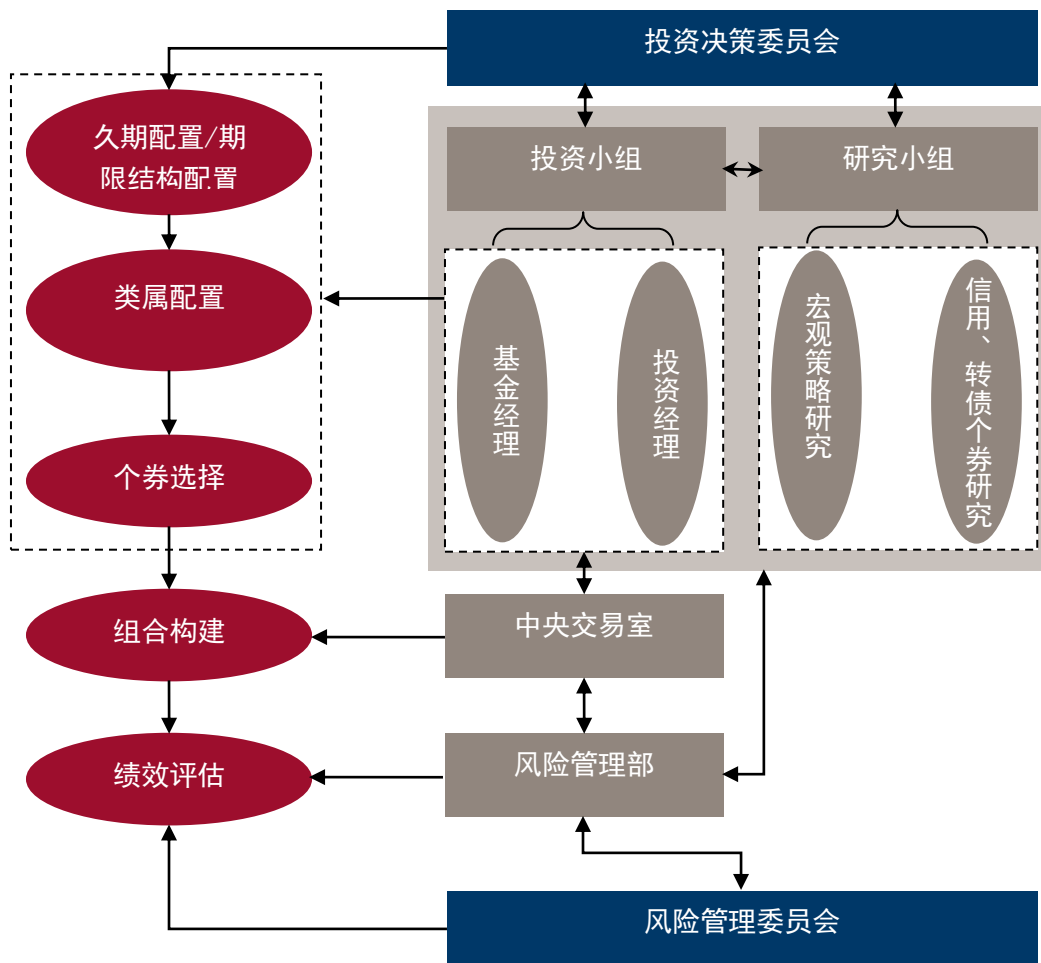 投资决策委员会
久期配置/期
限结构配置
投资小组
研究小组
类属配置
基金经理
投资经理
宏观策略研究
信用、转债个券研究
个券选择
组合构建
中央交易室
绩效评估
风险管理部
风险管理委员会